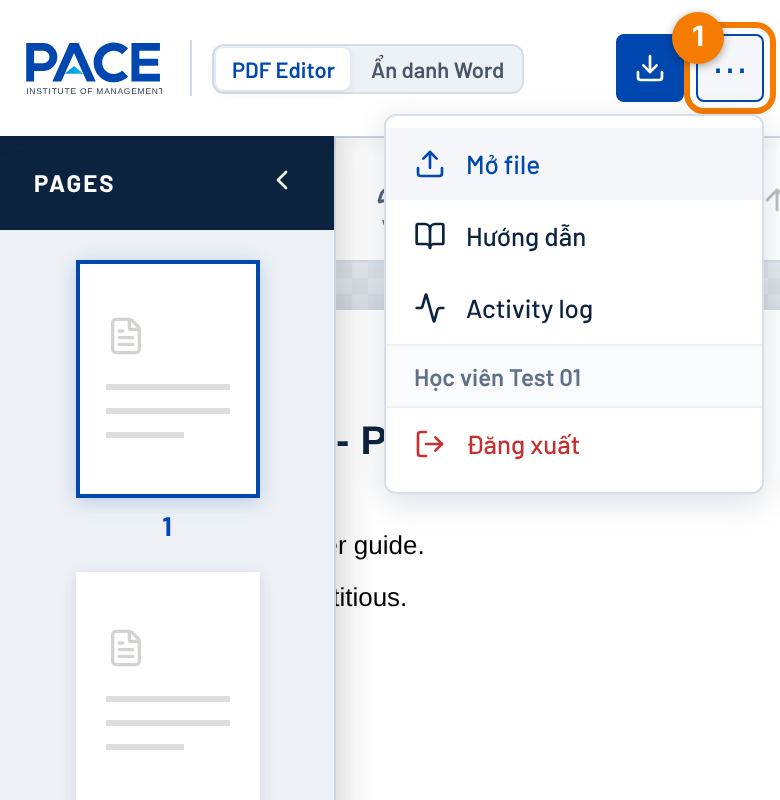 PACE
INSTITUTE OF MANAGEMENT
PDF Editor
Ẩn danh Word
1
...
PAGES
Mở file
Hướng dẫn
Activity log
Học viên Test 01
Đăng xuất
- P
1
r guide.
titious.